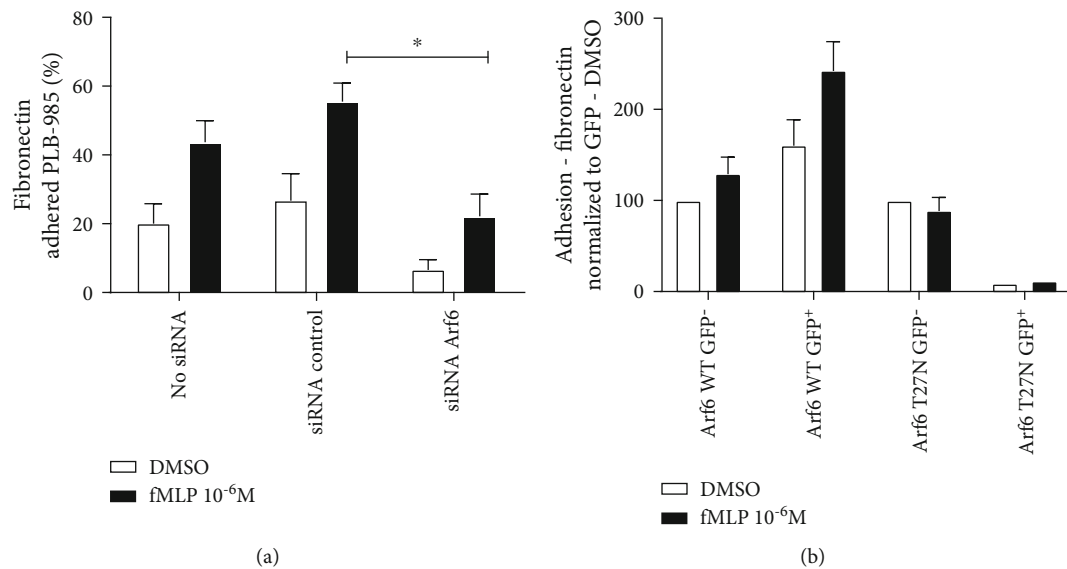 Fibronectin
adhered PLB-985 (%)
80
60
40
20
0
*
No siRNA
siRNA control
siRNA Arf6
DMSO
fMLP 10⁻⁶M
(a)
Adhesion - fibronectin
normalized to GFP - DMSO
300
200
100
0
Arf6 WT GFP⁻
Arf6 WT GFP⁺
Arf6 T27N GFP⁻
Arf6 T27N GFP⁺
DMSO
fMLP 10⁻⁶M
(b)